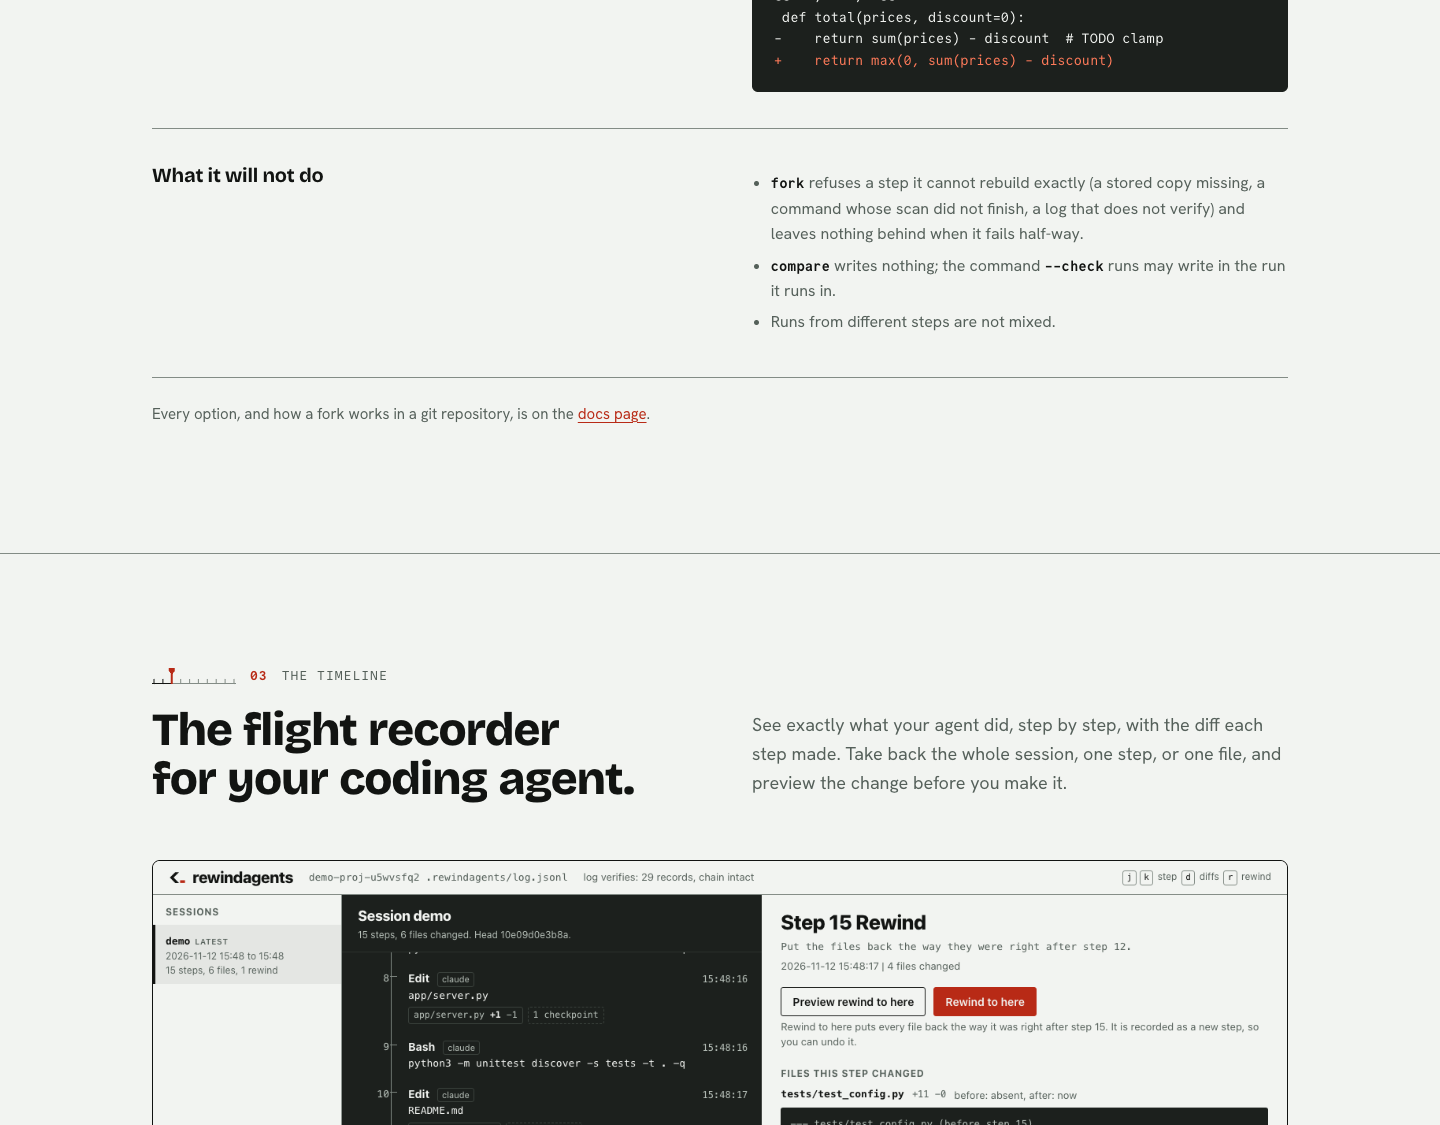 def total(prices, discount=0):
-    return sum(prices) - discount  # TODO clamp
+    return max(0, sum(prices) - discount)
What it will not do
• fork refuses a step it cannot rebuild exactly (a stored copy missing, a
command whose scan did not finish, a log that does not verify) and
leaves nothing behind when it fails half-way.
• compare writes nothing; the command --check runs may write in the run
it runs in.
• Runs from different steps are not mixed.
Every option, and how a fork works in a git repository, is on the docs page.
03 THE TIMELINE
The flight recorder
for your coding agent.
See exactly what your agent did, step by step, with the diff each
step made. Take back the whole session, one step, or one file, and
preview the change before you make it.
rewindagents demo-proj-u5wvsfq2 .rewindagents/log.jsonl log verifies: 29 records, chain intact j k step d diffs r rewind
SESSIONS
demo LATEST
2026-11-12 15:48 to 15:48
15 steps, 6 files, 1 rewind
Session demo
15 steps, 6 files changed. Head 10e09d0e3b8a.
8 Edit claude 15:48:16
app/server.py
app/server.py +1 -1 1 checkpoint
9 Bash claude 15:48:16
python3 -m unittest discover -s tests -t . -q
10 Edit claude 15:48:17
README.md
Step 15 Rewind
Put the files back the way they were right after step 12.
2026-11-12 15:48:17 | 4 files changed
Preview rewind to here Rewind to here
Rewind to here puts every file back the way it was right after step 15. It is recorded as a new step, so
you can undo it.
FILES THIS STEP CHANGED
tests/test_config.py +11 -0 before: absent, after: now
--- tests/test_config.py (before step 15)